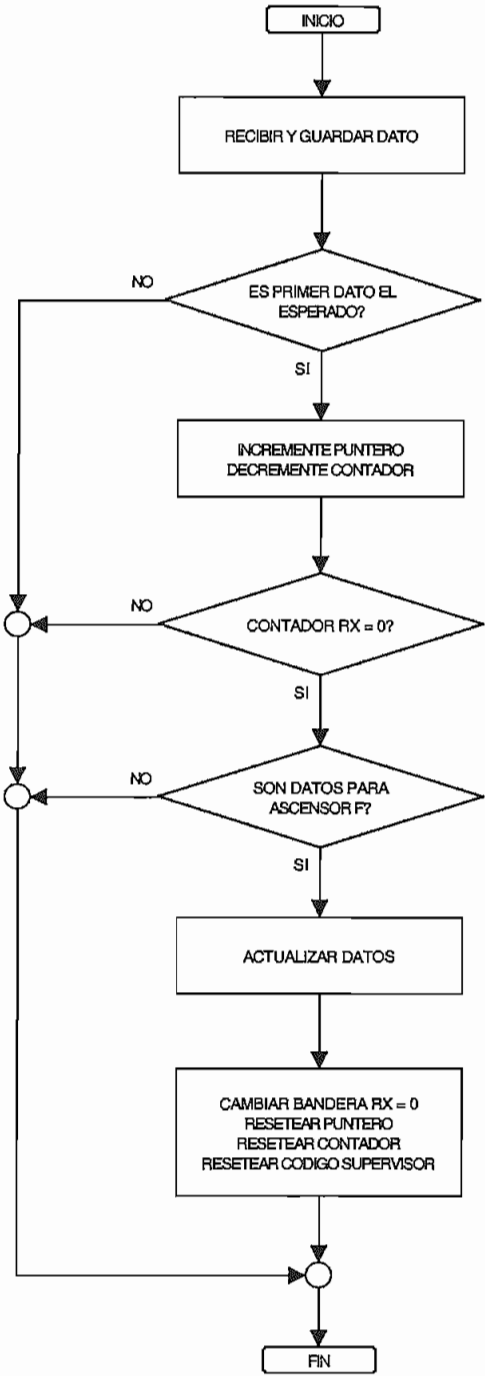 INICIO
RECIBIR Y GUARDAR DATO
NO
ES PRIMER DATO EL
ESPERADO?
SI
INCREMENTE PUNTERO
DECREMENTE CONTADOR
NO
CONTADOR RX = 0?
SI
NO
SON DATOS PARA
ASCENSOR F?
SI
ACTUALIZAR DATOS
CAMBIAR BANDERA RX = 0
RESETEAR PUNTERO
RESETEAR CONTADOR
RESETEAR CODIGO SUPERVISOR
FIN